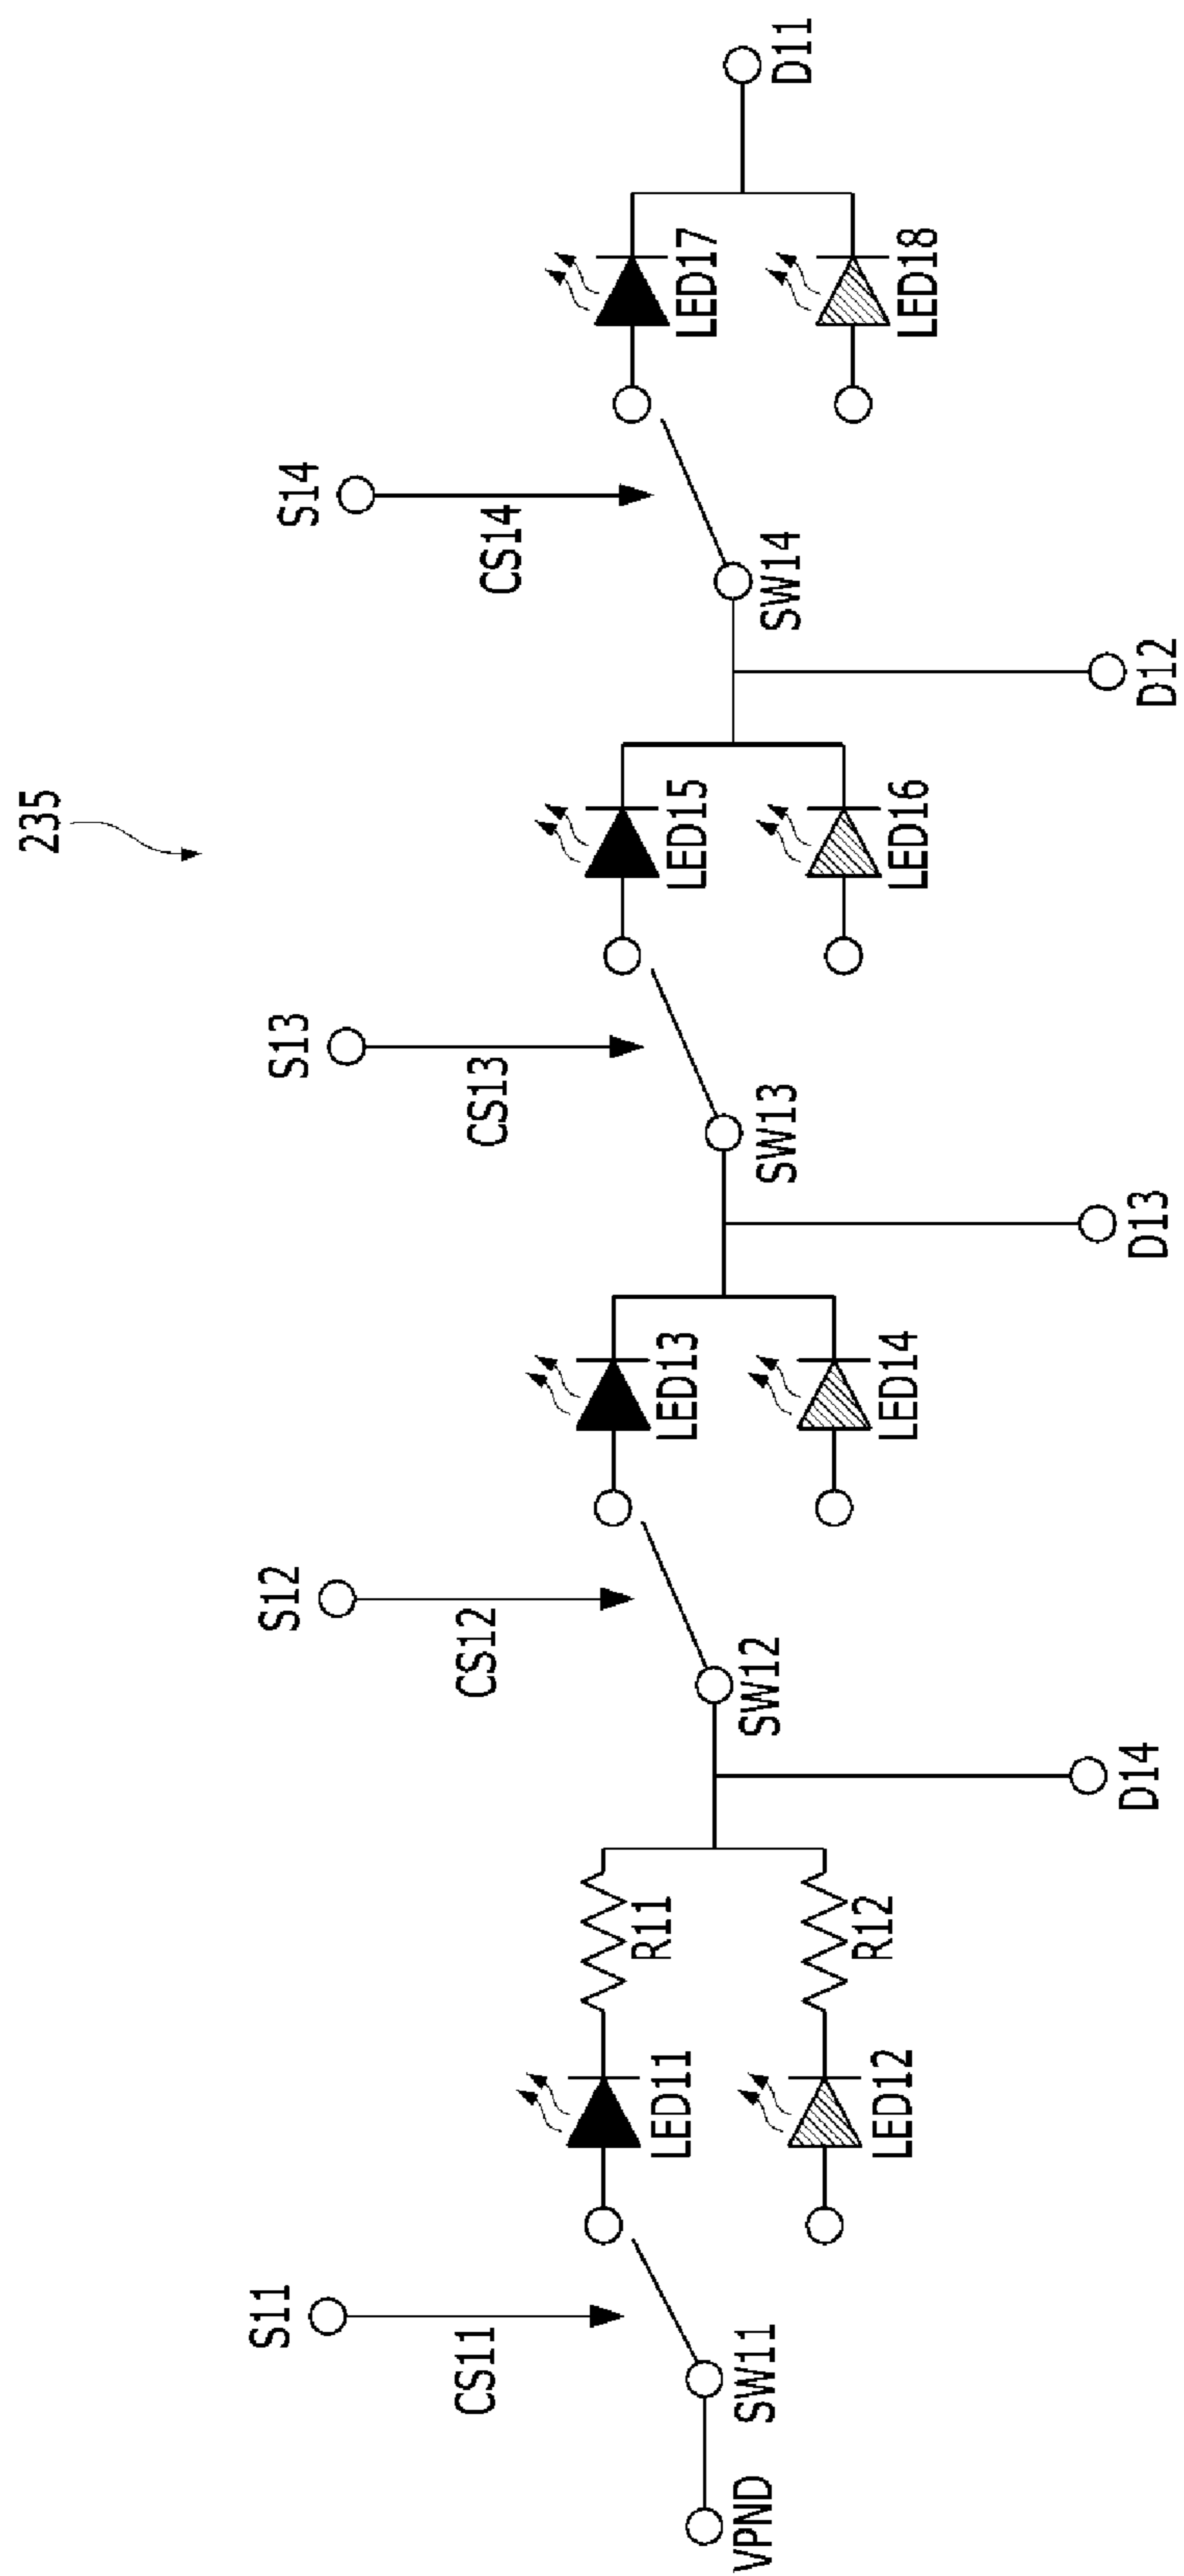 235
S11
S12
S13
S14
CS11
CS12
CS13
CS14
LED11
R11
LED13
LED15
LED17
VPND
SW11
SW12
SW13
SW14
D11
LED12
R12
LED14
LED16
LED18
D14
D13
D12